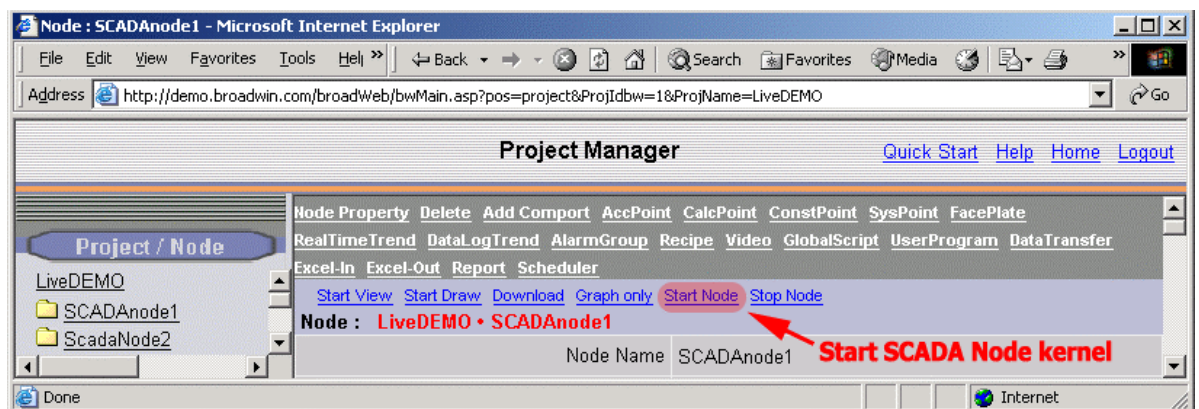 Node : SCADAnode1 - Microsoft Internet Explorer
File Edit View Favorites Tools Hel » Back Search Favorites Media »
Address http://demo.broadwin.com/broadWeb/bwMain.asp?pos=project&ProjIdbw=1&ProjName=LiveDEMO Go
Project Manager Quick Start Help Home Logout
Project / Node
LiveDEMO
SCADAnode1
ScadaNode2
Node Property Delete Add Comport AccPoint CalcPoint ConstPoint SysPoint FacePlate
RealTimeTrend DataLogTrend AlarmGroup Recipe Video GlobalScript UserProgram DataTransfer
Excel-In Excel-Out Report Scheduler
Start View Start Draw Download Graph only Start Node Stop Node
Node : LiveDEMO • SCADAnode1
Node Name SCADAnode1
Start SCADA Node kernel
Done Internet